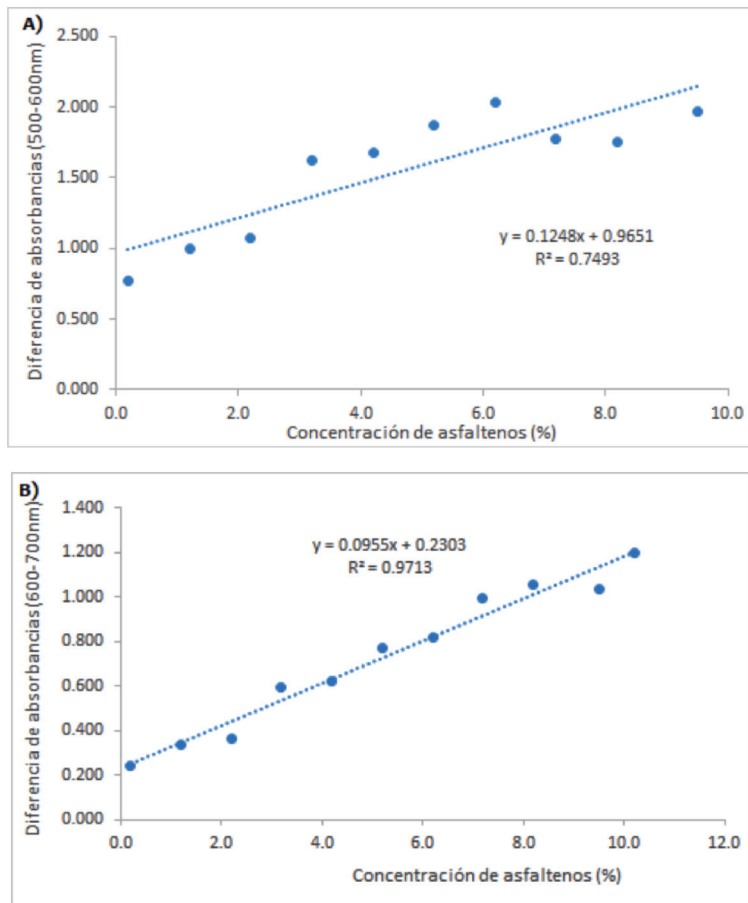 A)
Diferencia de absorbancias (500-600nm)
2.500
2.000
1.500
1.000
0.500
0.000
y = 0.1248x + 0.9651
R² = 0.7493
0.0 2.0 4.0 6.0 8.0 10.0
Concentración de asfaltenos (%)
B)
Diferencia de absorbancias (600-700nm)
1.400
1.200
1.000
0.800
0.600
0.400
0.200
0.000
y = 0.0955x + 0.2303
R² = 0.9713
0.0 2.0 4.0 6.0 8.0 10.0 12.0
Concentración de asfaltenos (%)